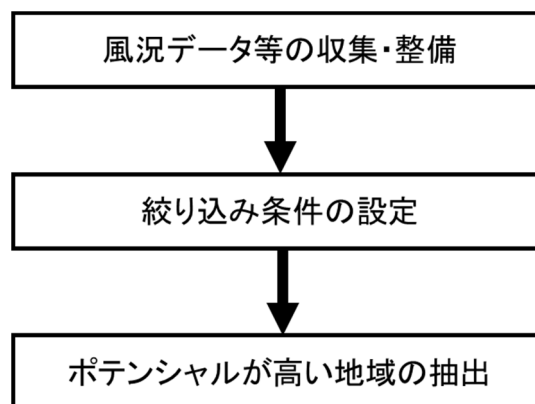 風況データ等の収集・整備
絞り込み条件の設定
ポテンシャルが高い地域の抽出